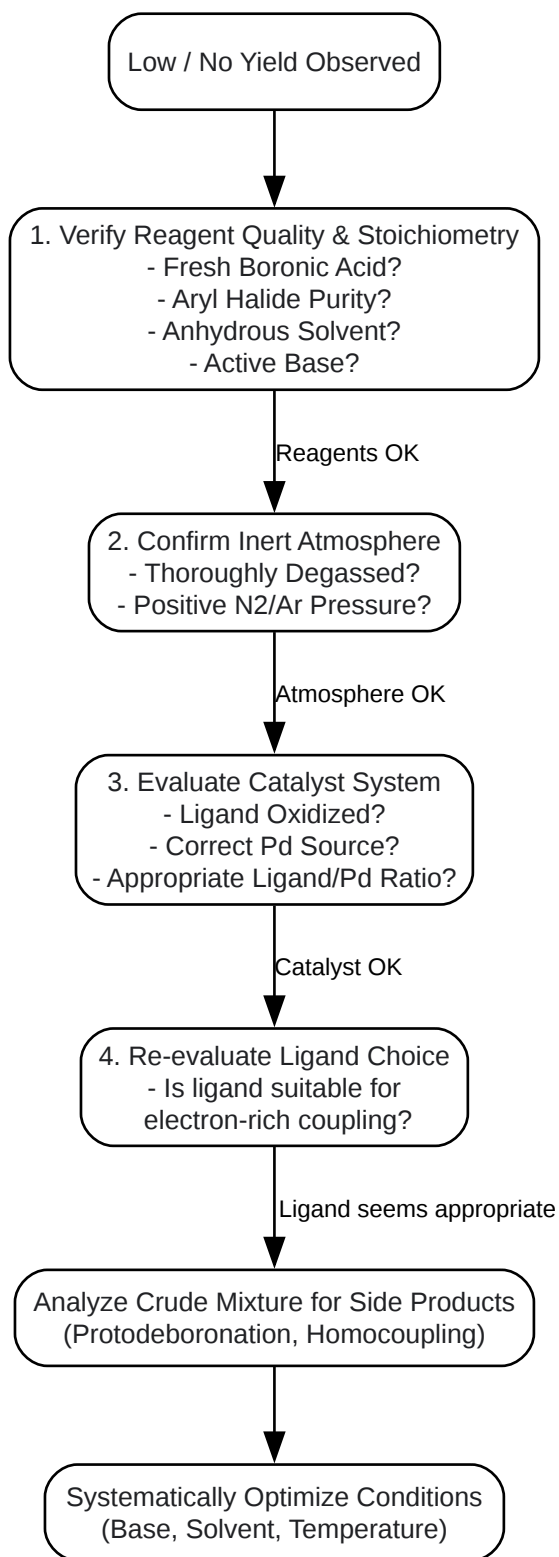 Low / No Yield Observed
1. Verify Reagent Quality & Stoichiometry
- Fresh Boronic Acid?
- Aryl Halide Purity?
- Anhydrous Solvent?
- Active Base?
Reagents OK
2. Confirm Inert Atmosphere
- Thoroughly Degassed?
- Positive N2/Ar Pressure?
Atmosphere OK
3. Evaluate Catalyst System
- Ligand Oxidized?
- Correct Pd Source?
- Appropriate Ligand/Pd Ratio?
Catalyst OK
4. Re-evaluate Ligand Choice
- Is ligand suitable for
electron-rich coupling?
Ligand seems appropriate
Analyze Crude Mixture for Side Products
(Protodeboronation, Homocoupling)
Systematically Optimize Conditions
(Base, Solvent, Temperature)